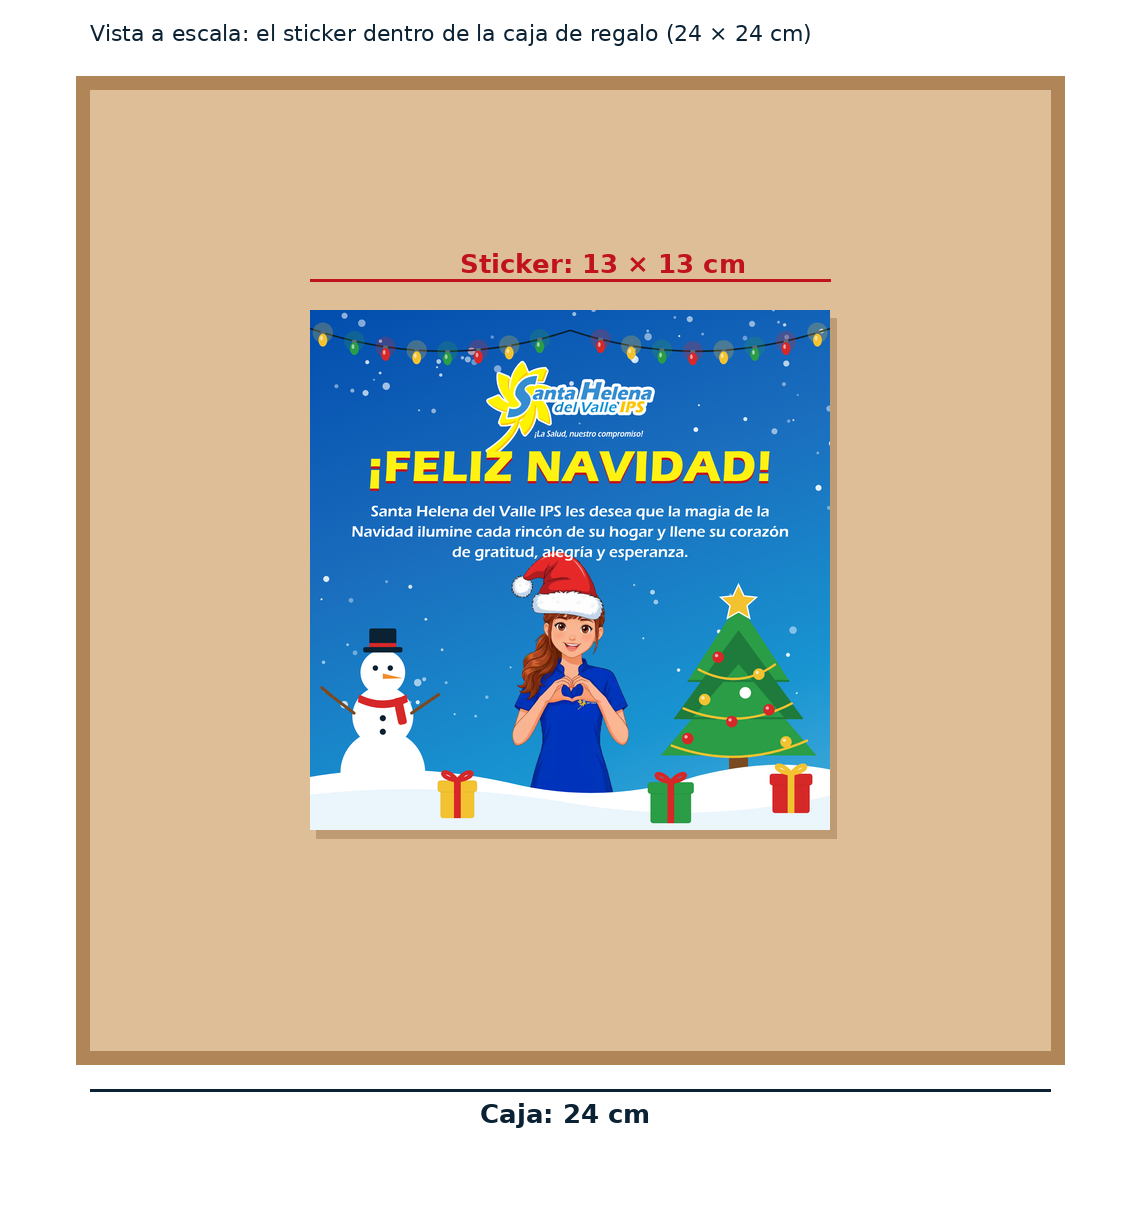 Vista a escala: el sticker dentro de la caja de regalo (24 × 24 cm)
Sticker: 13 × 13 cm
Santa Helena
del Valle IPS
¡La Salud, nuestro compromiso!
¡FELIZ NAVIDAD!
Santa Helena del Valle IPS les desea que la magia de la
Navidad ilumine cada rincón de su hogar y llene su corazón
de gratitud, alegría y esperanza.
Caja: 24 cm